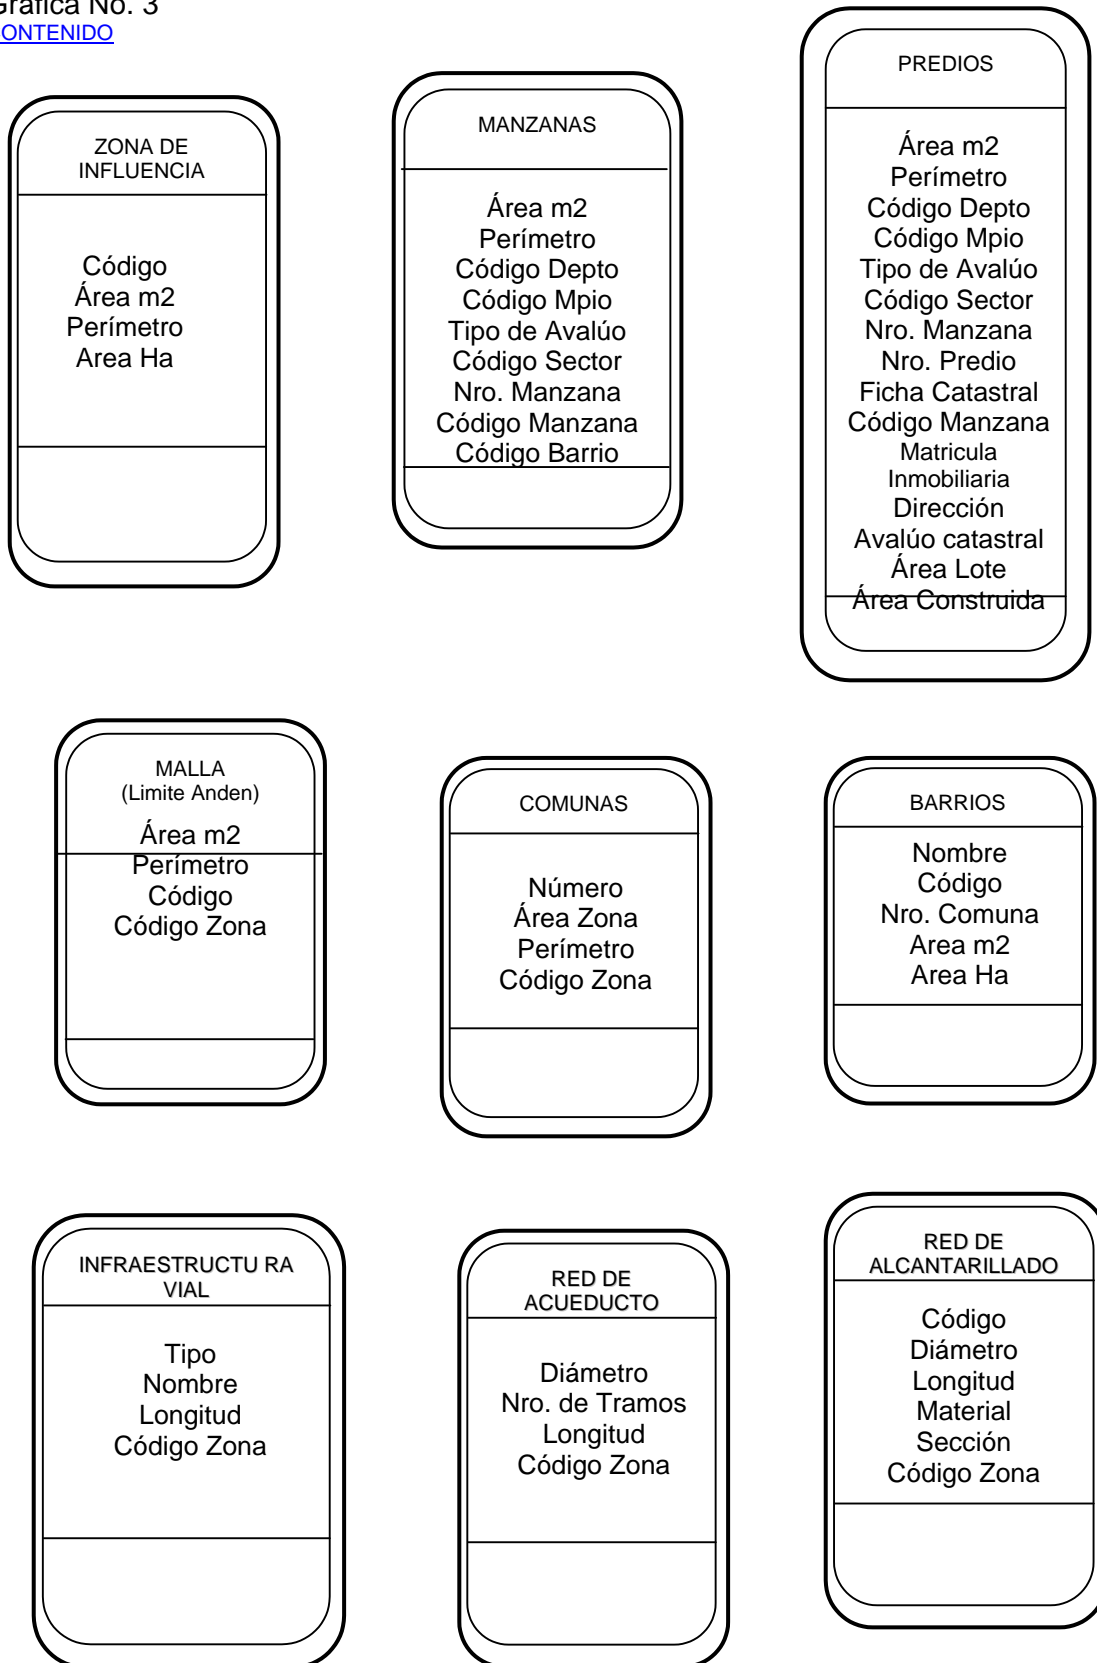 Gráfica No. 3
CONTENIDO
ZONA DE
INFLUENCIA
Código
Área m2
Perímetro
Area Ha
MANZANAS
Área m2
Perímetro
Código Depto
Código Mpio
Tipo de Avalúo
Código Sector
Nro. Manzana
Código Manzana
Código Barrio
PREDIOS
Área m2
Perímetro
Código Depto
Código Mpio
Tipo de Avalúo
Código Sector
Nro. Manzana
Nro. Predio
Ficha Catastral
Código Manzana
Matricula
Inmobiliaria
Dirección
Avalúo catastral
Área Lote
Área Construida
MALLA
(Limite Anden)
Área m2
Perímetro
Código
Código Zona
COMUNAS
Número
Área Zona
Perímetro
Código Zona
BARRIOS
Nombre
Código
Nro. Comuna
Area m2
Area Ha
INFRAESTRUCTU RA
VIAL
Tipo
Nombre
Longitud
Código Zona
RED DE
ACUEDUCTO
Diámetro
Nro. de Tramos
Longitud
Código Zona
RED DE
ALCANTARILLADO
Código
Diámetro
Longitud
Material
Sección
Código Zona